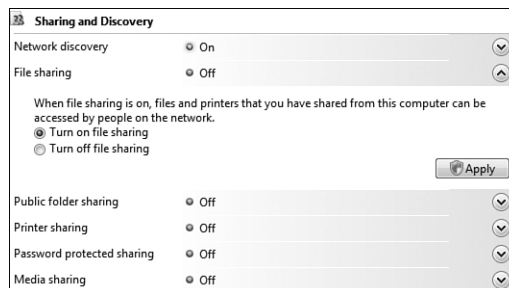 Sharing and Discovery
Network discovery On
File sharing Off
When file sharing is on, files and printers that you have shared from this computer can be
accessed by people on the network.
Turn on file sharing
Turn off file sharing
Apply
Public folder sharing Off
Printer sharing Off
Password protected sharing Off
Media sharing Off